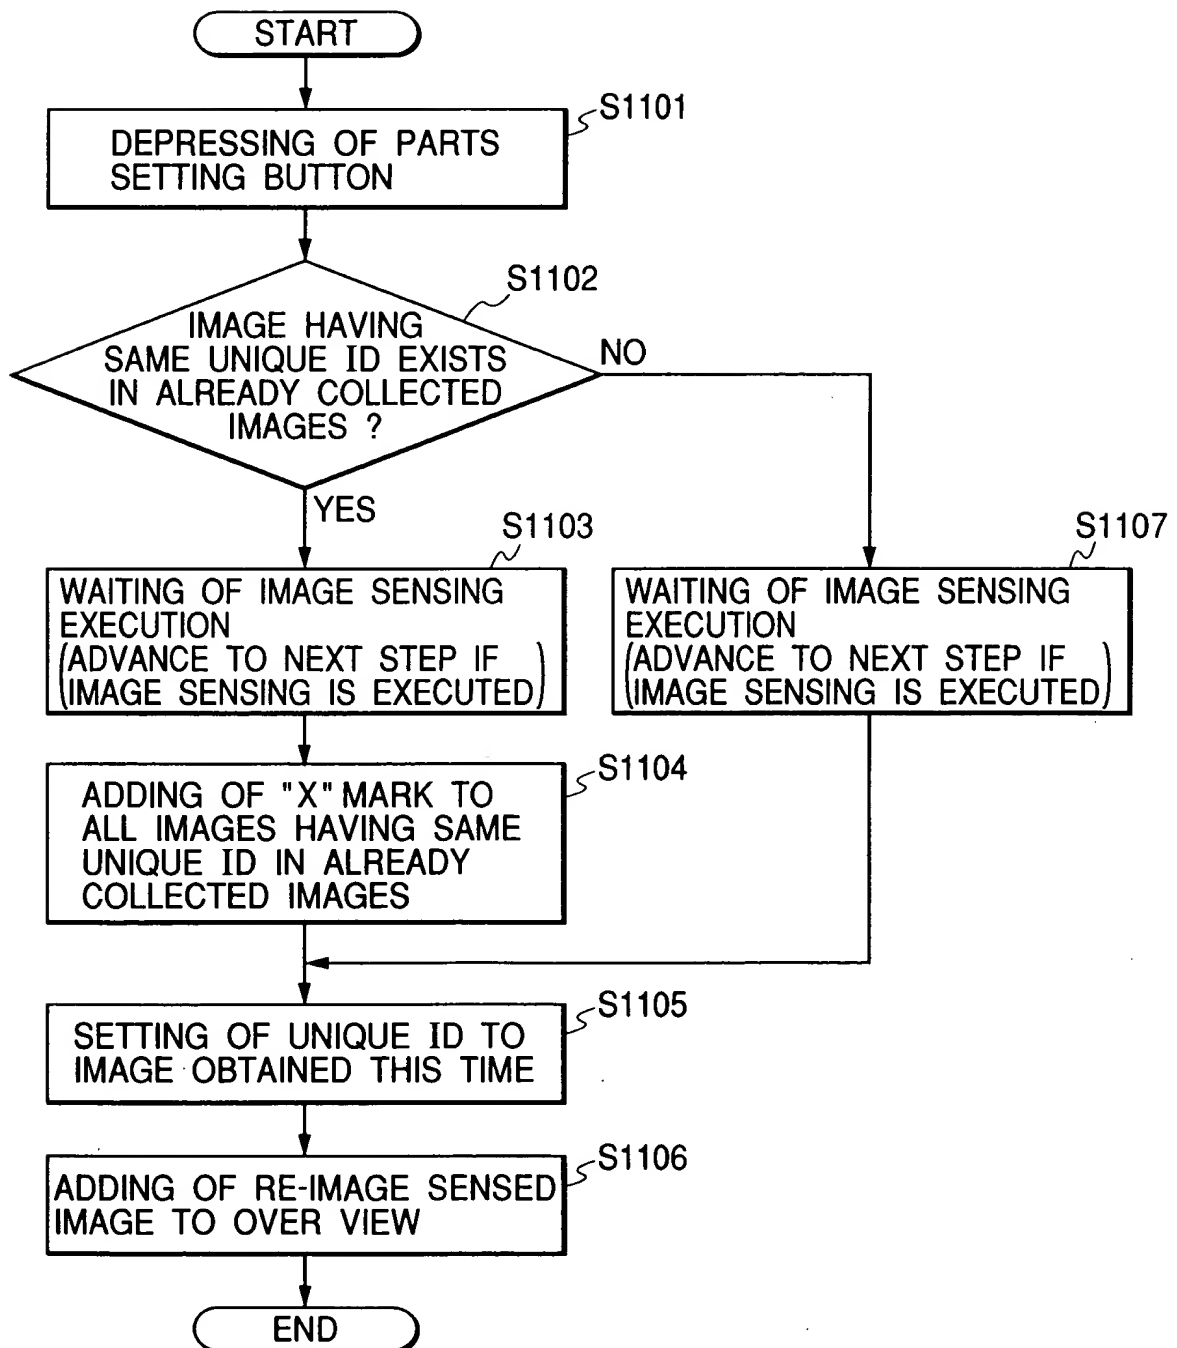 START
S1101
DEPRESSING OF PARTS
SETTING BUTTON
S1102
IMAGE HAVING
SAME UNIQUE ID EXISTS
IN ALREADY COLLECTED
IMAGES ?
NO
YES
S1103
WAITING OF IMAGE SENSING
EXECUTION
(ADVANCE TO NEXT STEP IF
IMAGE SENSING IS EXECUTED)
S1107
WAITING OF IMAGE SENSING
EXECUTION
(ADVANCE TO NEXT STEP IF
IMAGE SENSING IS EXECUTED)
S1104
ADDING OF "X" MARK TO
ALL IMAGES HAVING SAME
UNIQUE ID IN ALREADY
COLLECTED IMAGES
S1105
SETTING OF UNIQUE ID TO
IMAGE OBTAINED THIS TIME
S1106
ADDING OF RE-IMAGE SENSED
IMAGE TO OVER VIEW
END